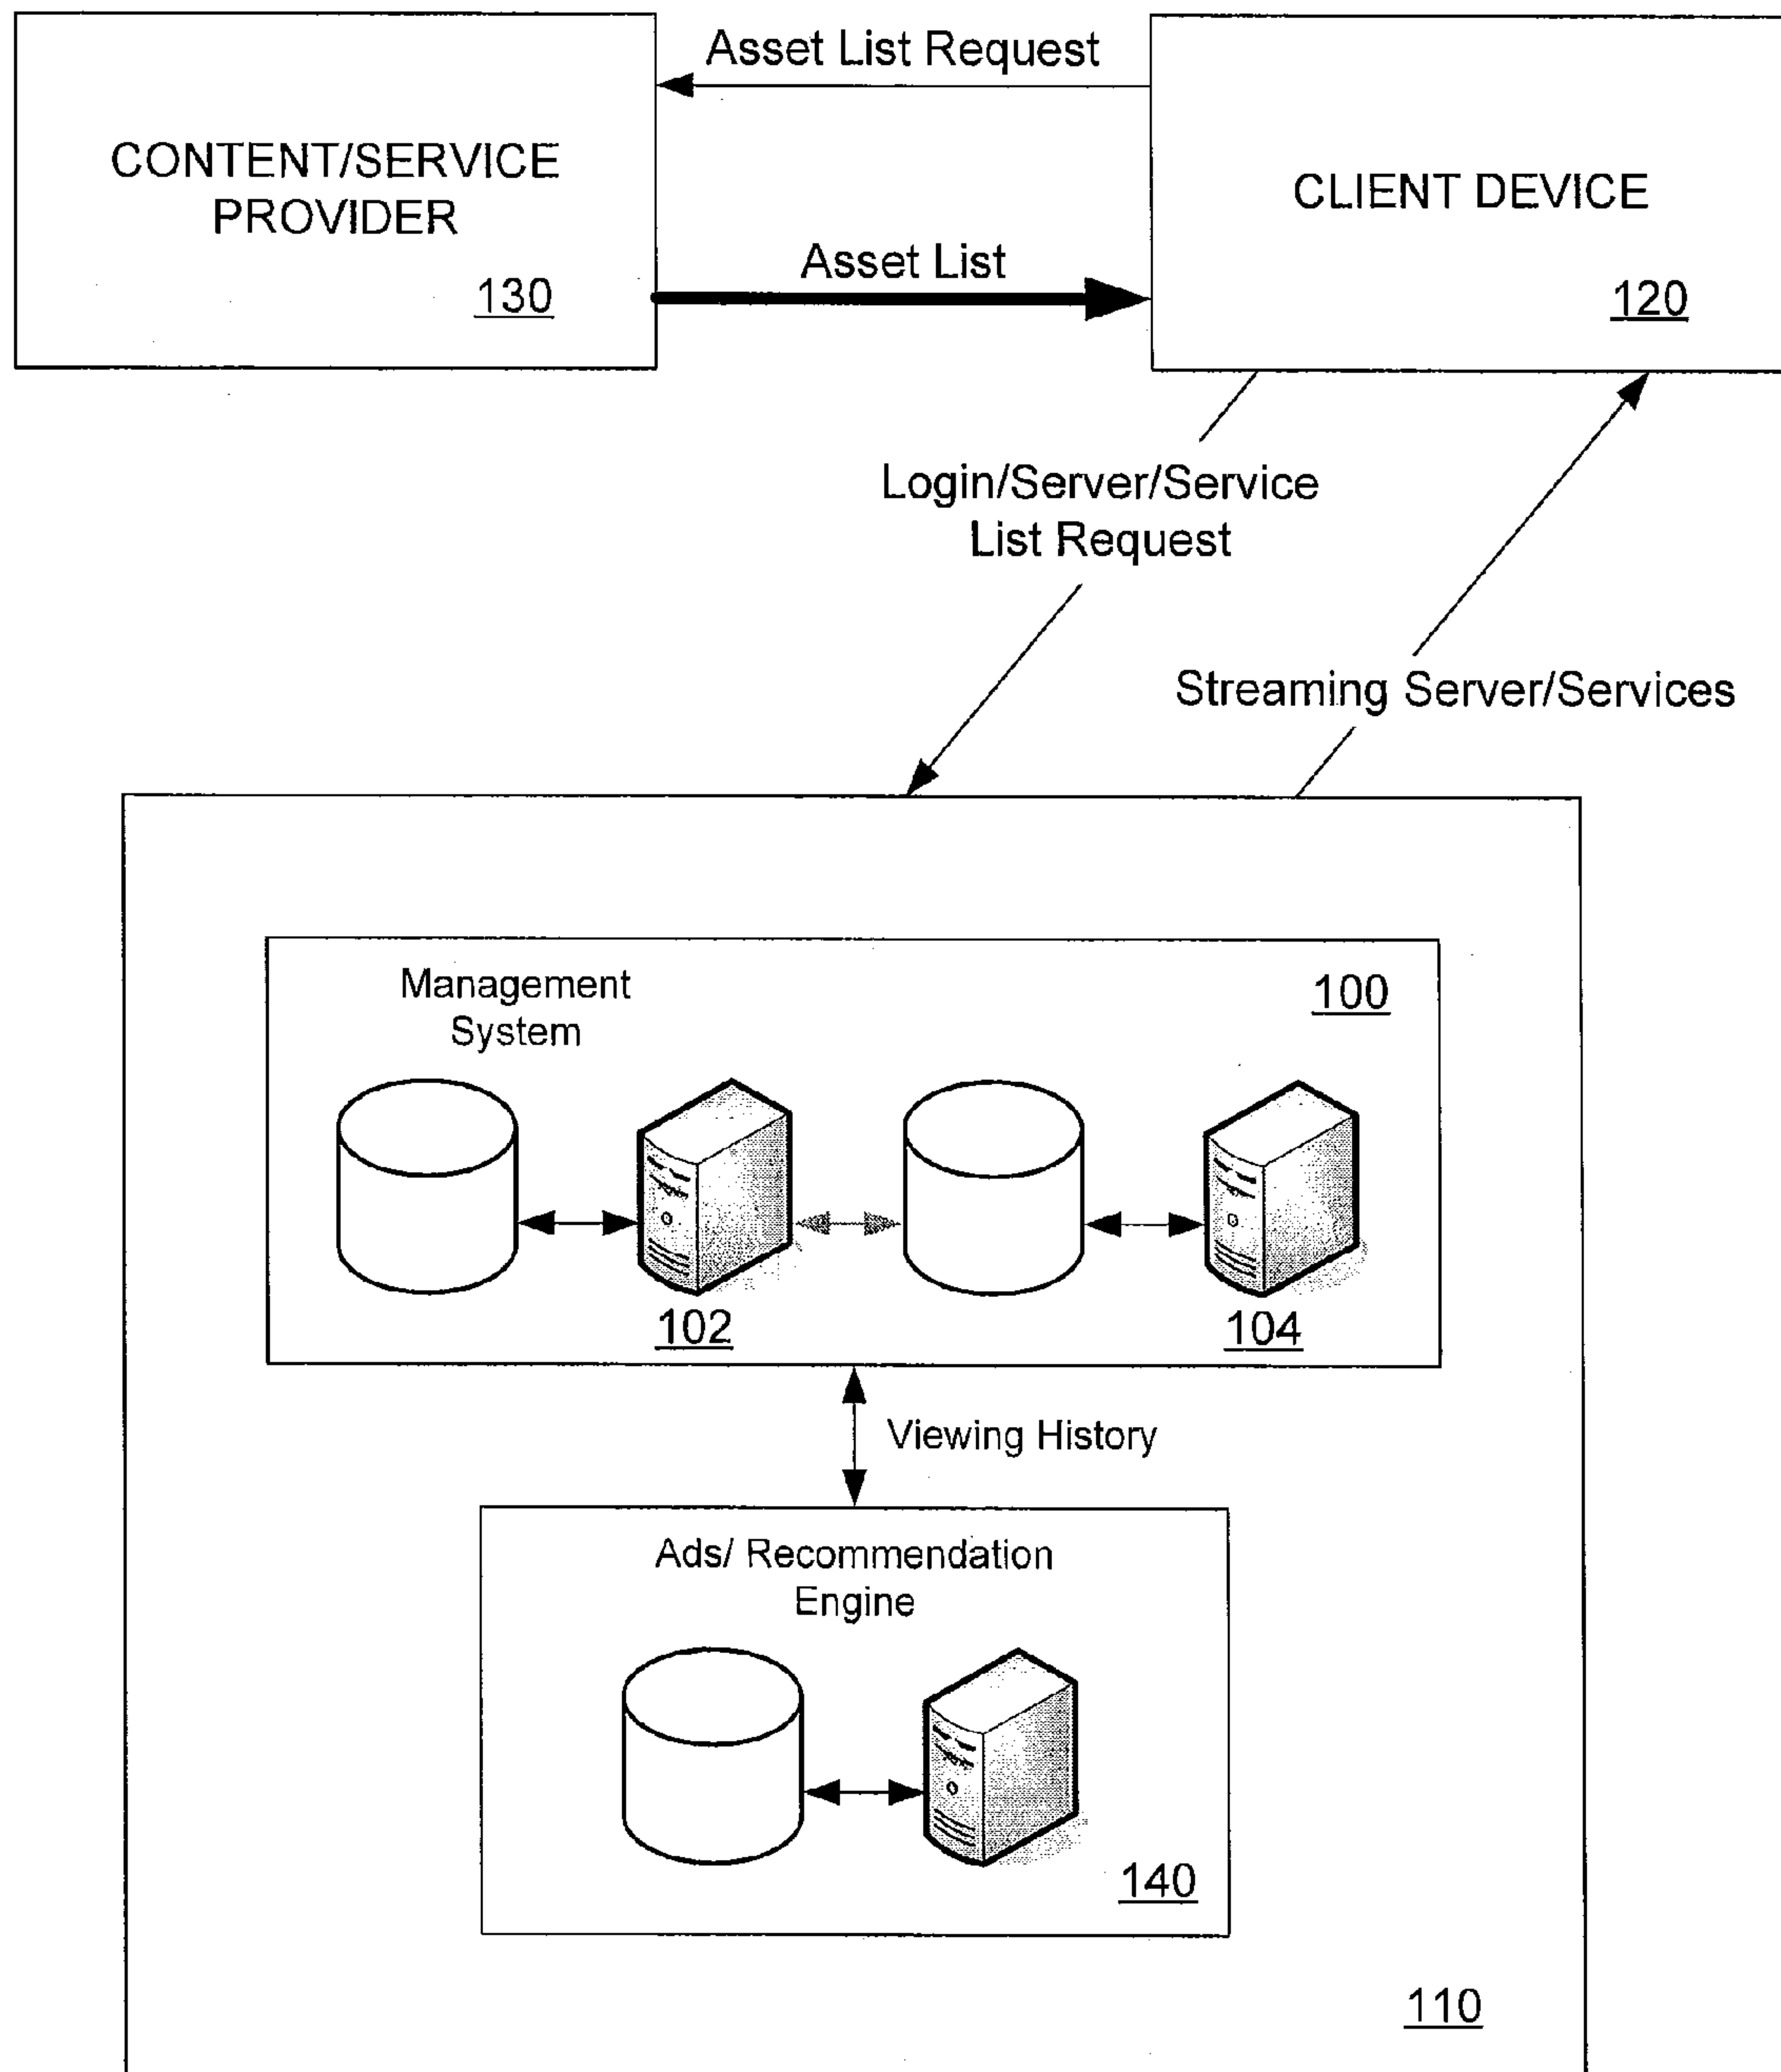 Asset List Request
CONTENT/SERVICE
PROVIDER
130
CLIENT DEVICE
120
Asset List
Login/Server/Service
List Request
Streaming Server/Services
Management
System
100
102
104
Viewing History
Ads/ Recommendation
Engine
140
110